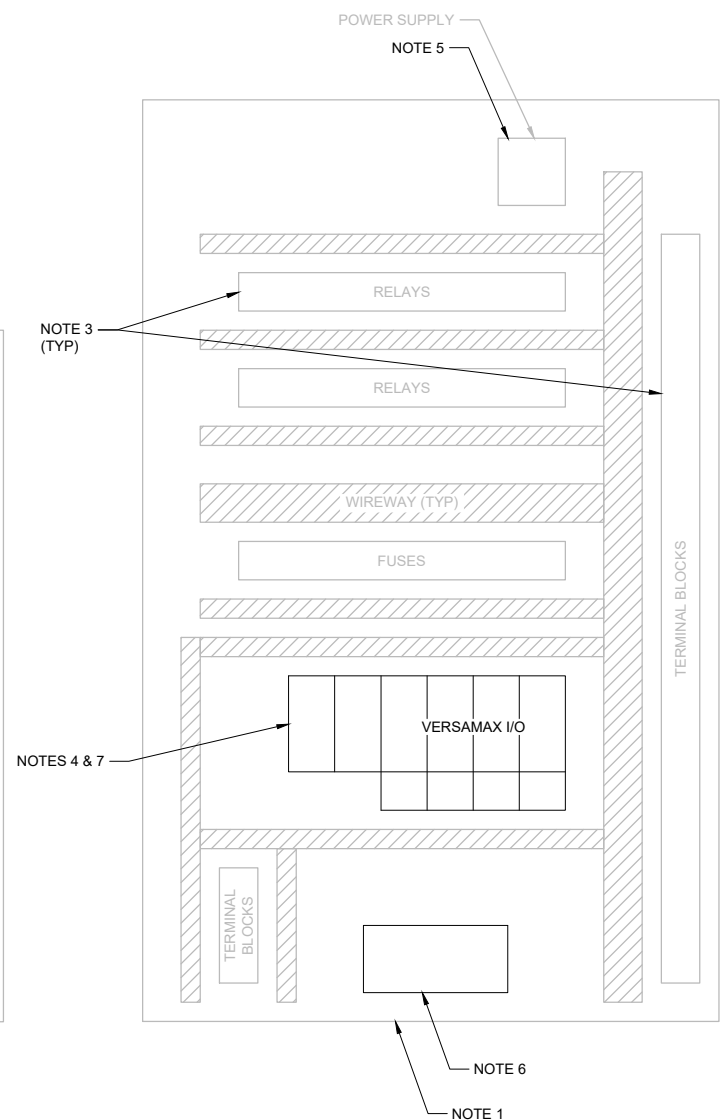 POWER SUPPLY
NOTE 5
RELAYS
NOTE 3
(TYP)
RELAYS
WIREWAY (TYP)
FUSES
TERMINAL BLOCKS
VERSAMAX I/O
NOTES 4 & 7
TERMINAL
BLOCKS
NOTE 6
NOTE 1